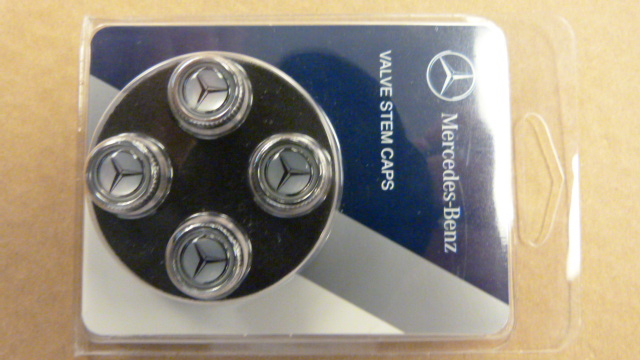 Mercedes-Benz
VALVE STEM CAPS